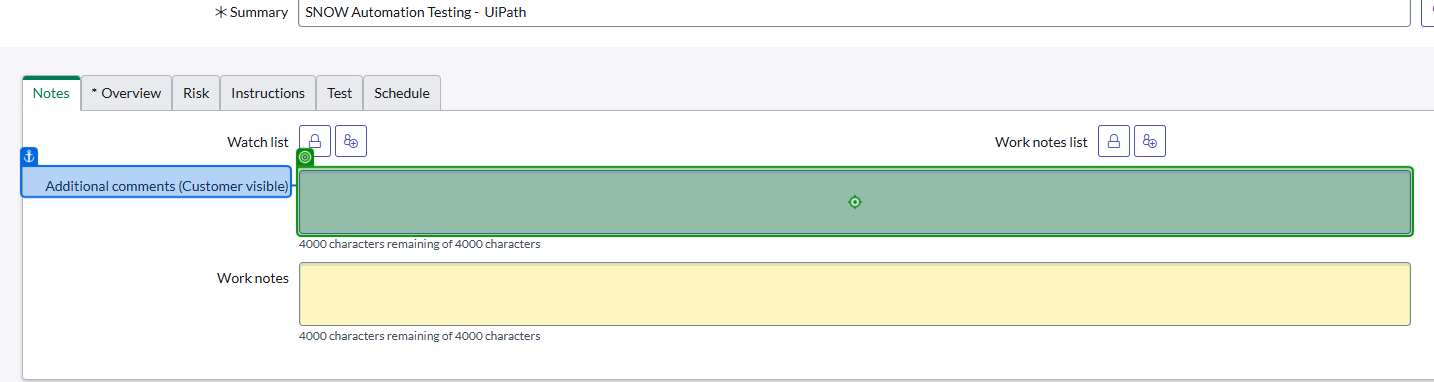 * Summary SNOW Automation Testing - UiPath
Notes * Overview Risk Instructions Test Schedule
Watch list Work notes list
Additional comments (Customer visible)
4000 characters remaining of 4000 characters
Work notes
4000 characters remaining of 4000 characters